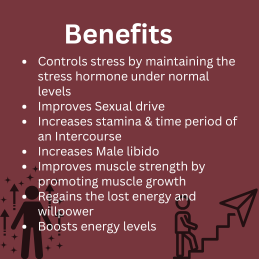 Benefits
• Controls stress by maintaining the
stress hormone under normal
levels
• Improves Sexual drive
• Increases stamina & time period of
an Intercourse
• Increases Male libido
• Improves muscle strength by
promoting muscle growth
• Regains the lost energy and
willpower
• Boosts energy levels